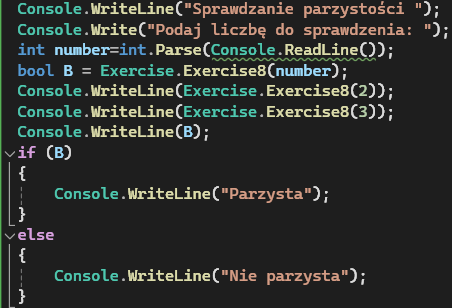 Console.WriteLine("Sprawdzanie parzystości ");
Console.Write("Podaj liczbę do sprawdzenia: ");
int number=int.Parse(Console.ReadLine());
bool B = Exercise.Exercise8(number);
Console.WriteLine(Exercise.Exercise8(2));
Console.WriteLine(Exercise.Exercise8(3));
Console.WriteLine(B);
if (B)
{
    Console.WriteLine("Parzysta");
}
else
{
    Console.WriteLine("Nie parzysta");
}